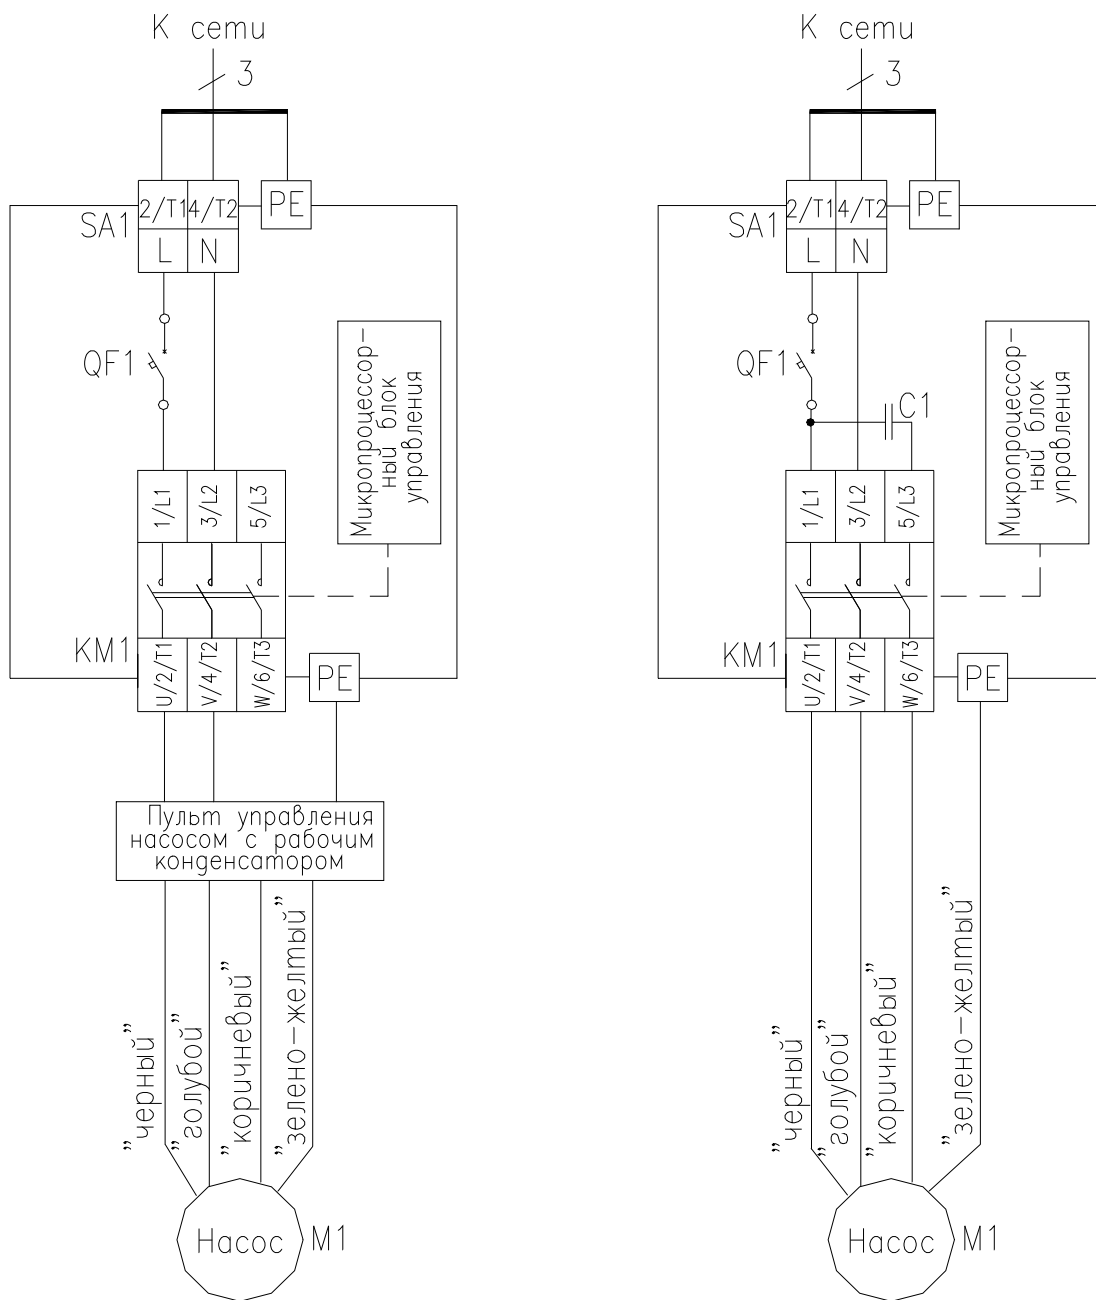 К сети
3
2/T1 4/T2 PE
SA1
L N
QF1
Микропроцессор-
ный блок
управления
1/L1 3/L2 5/L3
KM1
U/2/T1 V/4/T2 W/6/T3
PE
Пульт управления
насосом с рабочим
конденсатором
"черный"
"голубой"
"коричневый"
"зелено-желтый"
Насос M1
К сети
3
2/T1 4/T2 PE
SA1
L N
QF1
C1
Микропроцессор-
ный блок
управления
1/L1 3/L2 5/L3
KM1
U/2/T1 V/4/T2 W/6/T3
PE
"черный"
"голубой"
"коричневый"
"зелено-желтый"
Насос M1